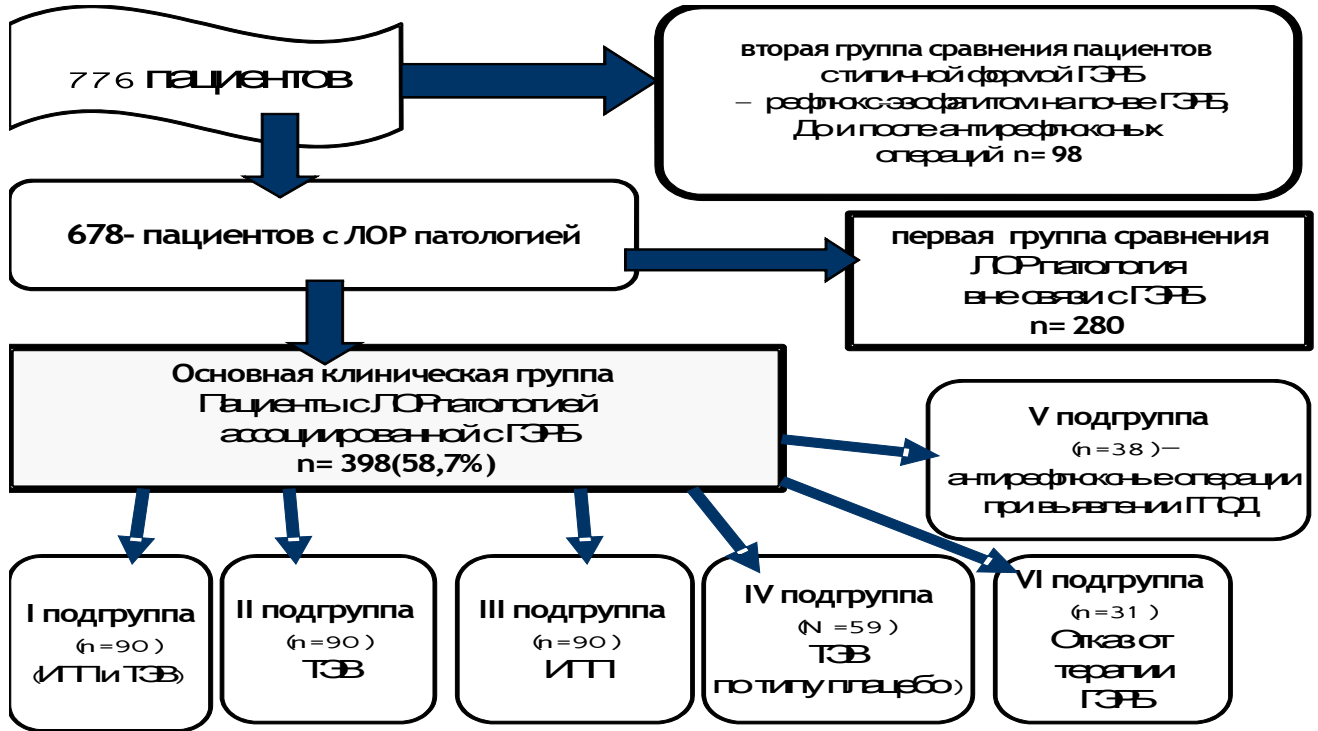 776 пациентов
вторая группа сравнения пациентов
с типичной формой ГЭРБ
– рефлюкс-эзофагитом на почве ГЭРБ,
До и после антирефлюксных
операций n= 98
678- пациентов с ЛОР патологией
первая группа сравнения
ЛОР патология
вне связи с ГЭРБ
n= 280
Основная клиническая группа
Пациенты с ЛОР патологией
ассоциированной с ГЭРБ
n= 398(58,7%)
V подгруппа
(n=38)–
антирефлюксные операции
при выявлении ГПОД
I подгруппа
(n=90)
(ИПП и ТЭВ)
II подгруппа
(n=90)
ТЭВ
III подгруппа
(n=90)
ИПП
IV подгруппа
(N =59)
ТЭВ
по типу плацебо)
VI подгруппа
(n=31)
Отказ от
терапии
ГЭРБ